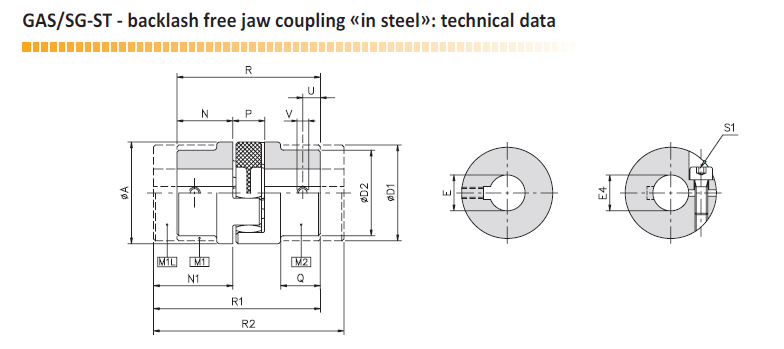 GAS/SG-ST - backlash free jaw coupling «in steel»: technical data
R
U
N P V
S1
ØA
ØD2
ØD1
E
E4
M1L M1 M2
N1 Q
R1
R2